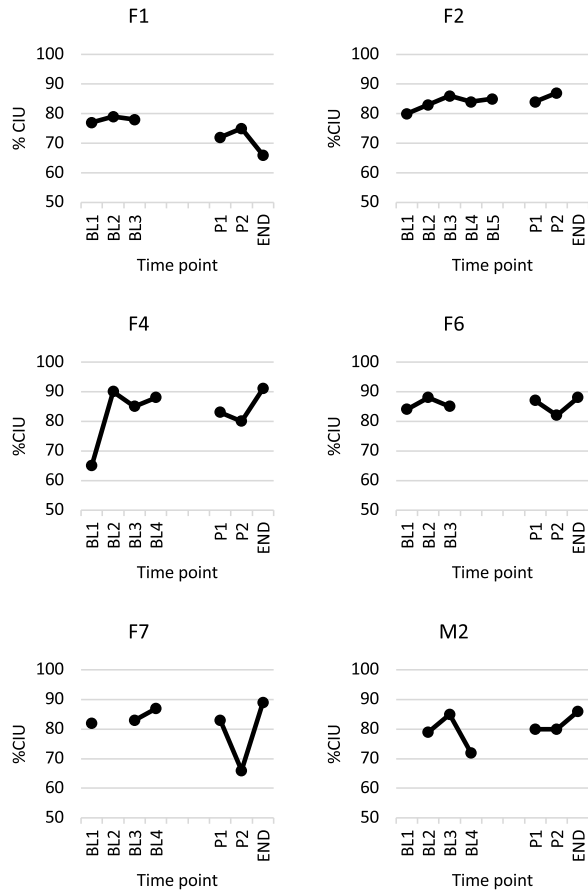 F1
100
90
80
70
60
50
% CIU
BL1 BL2 BL3 P1 P2 END
Time point
F2
100
90
80
70
60
50
%CIU
BL1 BL2 BL3 BL4 BL5 P1 P2 END
Time point
F4
100
90
80
70
60
50
%CIU
BL1 BL2 BL3 BL4 P1 P2 END
Time point
F6
100
90
80
70
60
50
%CIU
BL1 BL2 BL3 P1 P2 END
Time point
F7
100
90
80
70
60
50
%CIU
BL1 BL2 BL3 BL4 P1 P2 END
Time point
M2
100
90
80
70
60
50
%CIU
BL1 BL2 BL3 BL4 P1 P2 END
Time point